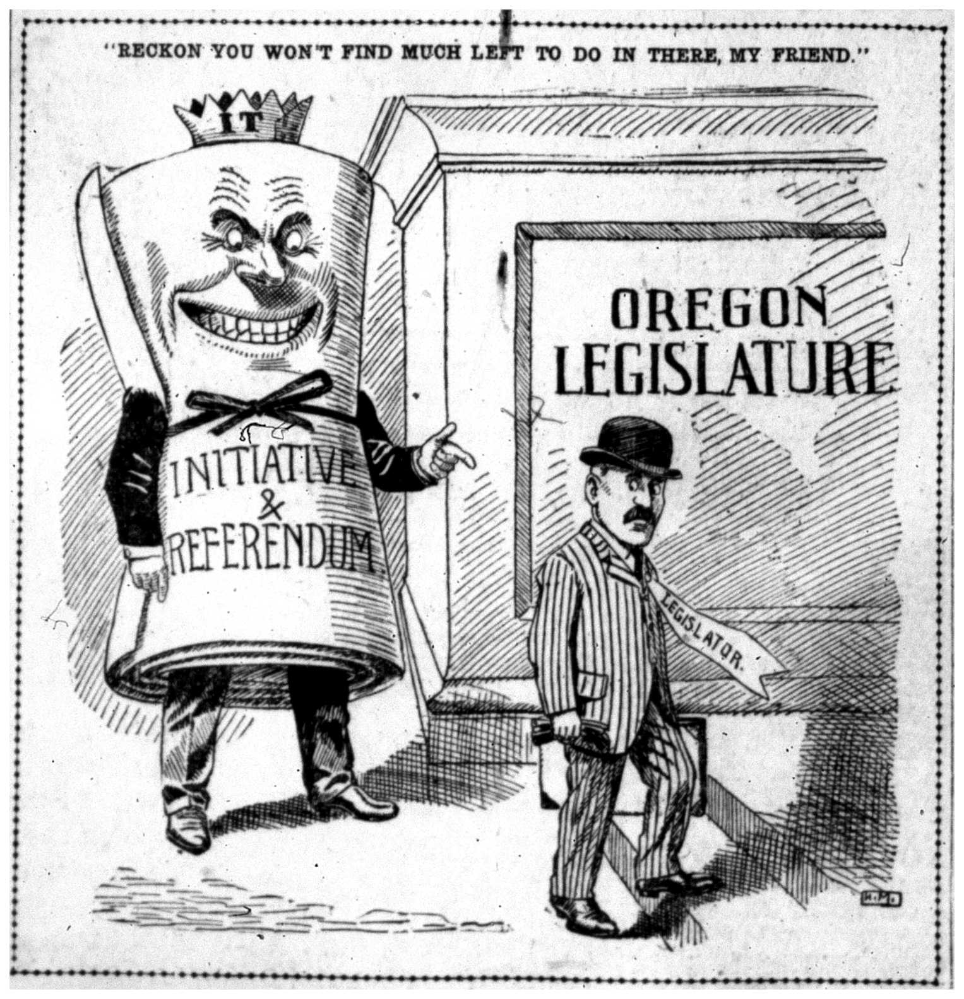 "RECKON YOU WON'T FIND MUCH LEFT TO DO IN THERE, MY FRIEND."
IT
OREGON
LEGISLATURE
INITIATIVE
&
REFERENDUM.
LEGISLATOR.
H.M.